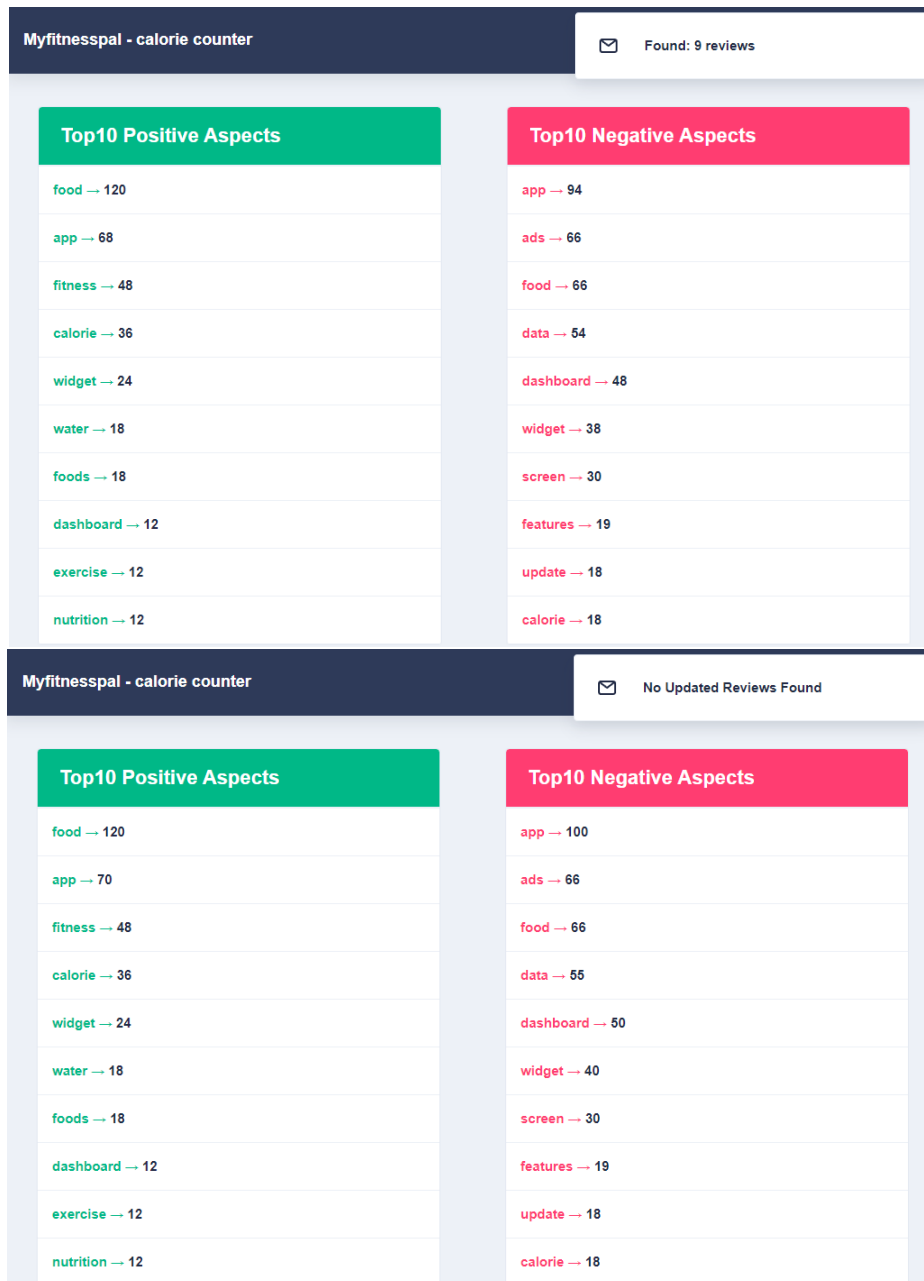 Myfitnesspal - calorie counter
Found: 9 reviews
Top10 Positive Aspects
food → 120
app → 68
fitness → 48
calorie → 36
widget → 24
water → 18
foods → 18
dashboard → 12
exercise → 12
nutrition → 12
Top10 Negative Aspects
app → 94
ads → 66
food → 66
data → 54
dashboard → 48
widget → 38
screen → 30
features → 19
update → 18
calorie → 18
Myfitnesspal - calorie counter
No Updated Reviews Found
Top10 Positive Aspects
food → 120
app → 70
fitness → 48
calorie → 36
widget → 24
water → 18
foods → 18
dashboard → 12
exercise → 12
nutrition → 12
Top10 Negative Aspects
app → 100
ads → 66
food → 66
data → 55
dashboard → 50
widget → 40
screen → 30
features → 19
update → 18
calorie → 18